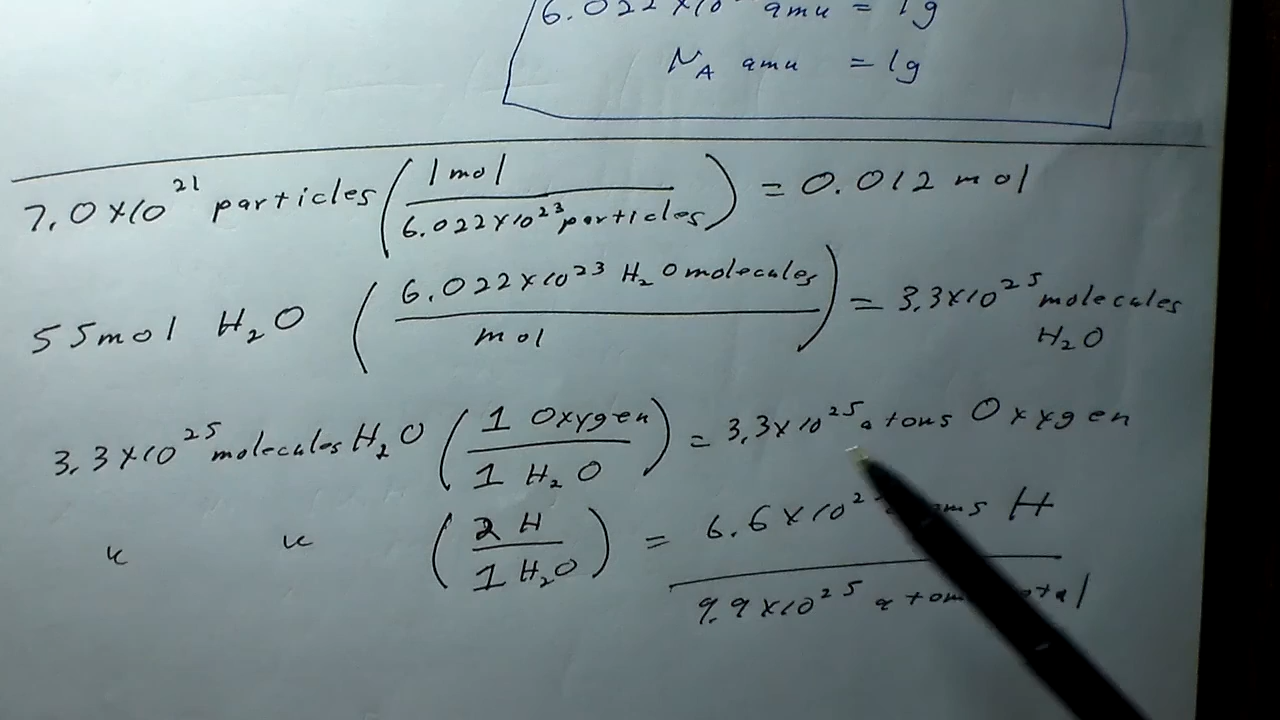 6.022×10 amu = 1g
N_A amu = 1g
7.0×10^21 particles (1 mol / 6.022×10^23 particles) = 0.012 mol
55 mol H₂O (6.022×10^23 H₂O molecules / mol) = 3.3×10^25 molecules H₂O
3.3×10^25 molecules H₂O (1 Oxygen / 1 H₂O) = 3.3×10^25 atoms Oxygen
" " (2 H / 1 H₂O) = 6.6×10^2 H
9.9×10^25